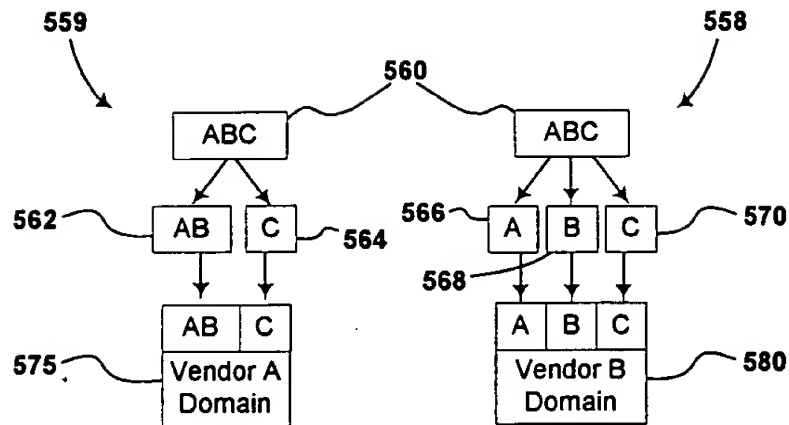 559
558
560
ABC
ABC
562
AB
C
564
566
A
B
C
570
568
AB
C
A
B
C
575
Vendor A
Domain
Vendor B
Domain
580